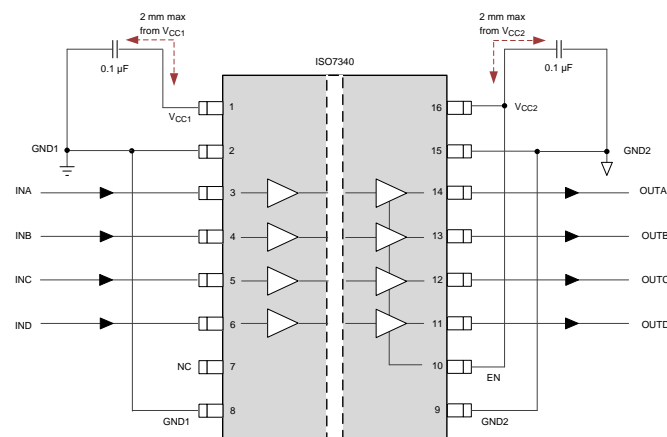 2 mm max
from VCC1
2 mm max
from VCC2
0.1 µF
ISO7340
0.1 µF
VCC1
1
16
VCC2
GND1
2
15
GND2
INA
3
14
OUTA
INB
4
13
OUTB
INC
5
12
OUTC
IND
6
11
OUTD
NC
7
10
EN
GND1
8
9
GND2